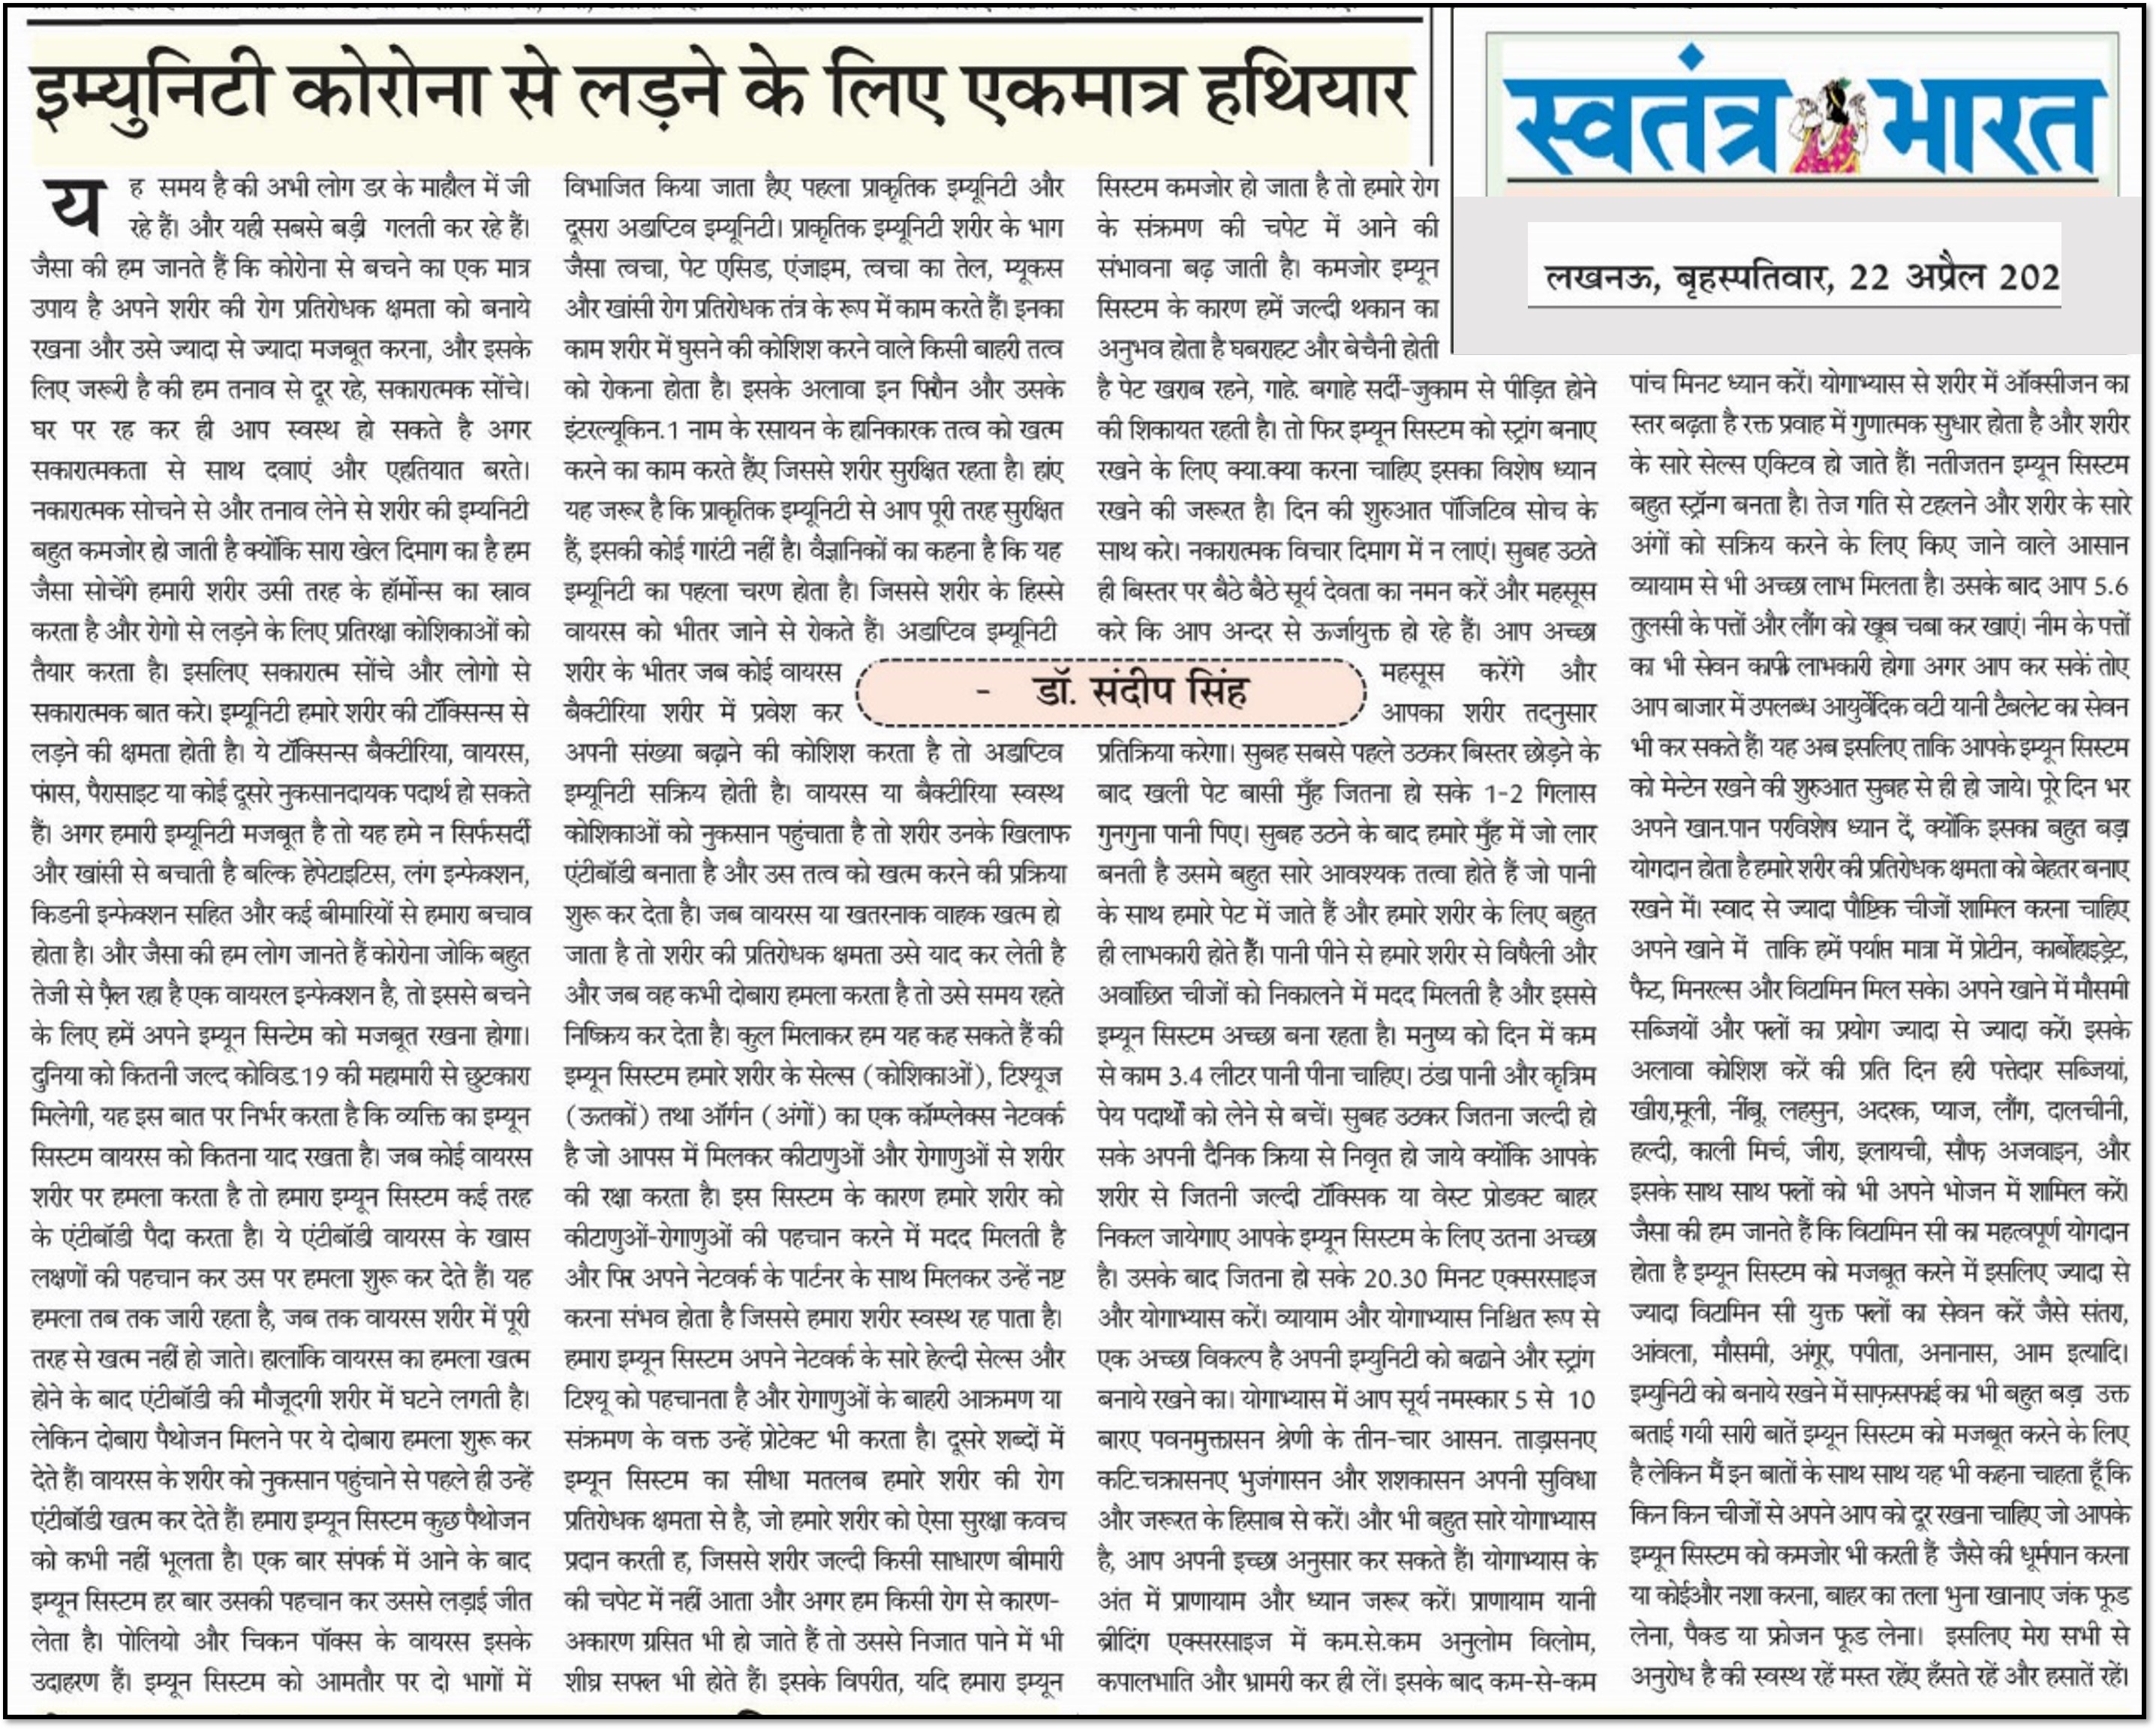 इम्युनिटी कोरोना से लड़ने के लिए एकमात्र हथियार
स्वतंत्र भारत
लखनऊ, बृहस्पतिवार, 22 अप्रैल 202
यह समय है की अभी लोग डर के माहौल में जी
रहे हैं। और यही सबसे बड़ी गलती कर रहे हैं।
जैसा की हम जानते हैं कि कोरोना से बचने का एक मात्र
उपाय है अपने शरीर की रोग प्रतिरोधक क्षमता को बनाये
रखना और उसे ज्यादा से ज्यादा मजबूत करना, और इसके
लिए जरूरी है की हम तनाव से दूर रहे, सकारात्मक सोंचे।
घर पर रह कर ही आप स्वस्थ हो सकते है अगर
सकारात्मकता से साथ दवाएं और एहतियात बरते।
नकारात्मक सोचने से और तनाव लेने से शरीर की इम्यनिटी
बहुत कमजोर हो जाती है क्योंकि सारा खेल दिमाग का है हम
जैसा सोचेंगे हमारी शरीर उसी तरह के हॉर्मोन्स का स्राव
करता है और रोगो से लड़ने के लिए प्रतिरक्षा कोशिकाओं को
तैयार करता है। इसलिए सकारात्म सोंचे और लोगो से
सकारात्मक बात करे। इम्यूनिटी हमारे शरीर की टॉक्सिन्स से
लड़ने की क्षमता होती है। ये टॉक्सिन्स बैक्टीरिया, वायरस,
फंगस, पैरासाइट या कोई दूसरे नुकसानदायक पदार्थ हो सकते
हैं। अगर हमारी इम्यूनिटी मजबूत है तो यह हमे न सिर्फसर्दी
और खांसी से बचाती है बल्कि हेपेटाइटिस, लंग इन्फेक्शन,
किडनी इन्फेक्शन सहित और कई बीमारियों से हमारा बचाव
होता है। और जैसा की हम लोग जानते हैं कोरोना जोकि बहुत
तेजी से फ़ैल रहा है एक वायरल इन्फेक्शन है, तो इससे बचने
के लिए हमें अपने इम्यून सिन्टेम को मजबूत रखना होगा।
दुनिया को कितनी जल्द कोविड.19 की महामारी से छुटकारा
मिलेगी, यह इस बात पर निर्भर करता है कि व्यक्ति का इम्यून
सिस्टम वायरस को कितना याद रखता है। जब कोई वायरस
शरीर पर हमला करता है तो हमारा इम्यून सिस्टम कई तरह
के एंटीबॉडी पैदा करता है। ये एंटीबॉडी वायरस के खास
लक्षणों की पहचान कर उस पर हमला शुरू कर देते हैं। यह
हमला तब तक जारी रहता है, जब तक वायरस शरीर में पूरी
तरह से खत्म नहीं हो जाते। हालांकि वायरस का हमला खत्म
होने के बाद एंटीबॉडी की मौजूदगी शरीर में घटने लगती है।
लेकिन दोबारा पैथोजन मिलने पर ये दोबारा हमला शुरू कर
देते हैं। वायरस के शरीर को नुकसान पहुंचाने से पहले ही उन्हें
एंटीबॉडी खत्म कर देते हैं। हमारा इम्यून सिस्टम कुछ पैथोजन
को कभी नहीं भूलता है। एक बार संपर्क में आने के बाद
इम्यून सिस्टम हर बार उसकी पहचान कर उससे लड़ाई जीत
लेता है। पोलियो और चिकन पॉक्स के वायरस इसके
उदाहरण हैं। इम्यून सिस्टम को आमतौर पर दो भागों में
विभाजित किया जाता हैए पहला प्राकृतिक इम्यूनिटी और
दूसरा अडाप्टिव इम्यूनिटी। प्राकृतिक इम्यूनिटी शरीर के भाग
जैसा त्वचा, पेट एसिड, एंजाइम, त्वचा का तेल, म्यूकस
और खांसी रोग प्रतिरोधक तंत्र के रूप में काम करते हैं। इनका
काम शरीर में घुसने की कोशिश करने वाले किसी बाहरी तत्व
को रोकना होता है। इसके अलावा इन फिरौन और उसके
इंटरल्यूकिन.1 नाम के रसायन के हानिकारक तत्व को खत्म
करने का काम करते हैंए जिससे शरीर सुरक्षित रहता है। हांए
यह जरूर है कि प्राकृतिक इम्यूनिटी से आप पूरी तरह सुरक्षित
हैं, इसकी कोई गारंटी नहीं है। वैज्ञानिकों का कहना है कि यह
इम्यूनिटी का पहला चरण होता है। जिससे शरीर के हिस्से
वायरस को भीतर जाने से रोकते हैं। अडाप्टिव इम्यूनिटी
शरीर के भीतर जब कोई वायरस
बैक्टीरिया शरीर में प्रवेश कर
अपनी संख्या बढ़ाने की कोशिश करता है तो अडाप्टिव
इम्यूनिटी सक्रिय होती है। वायरस या बैक्टीरिया स्वस्थ
कोशिकाओं को नुकसान पहुंचाता है तो शरीर उनके खिलाफ
एंटीबॉडी बनाता है और उस तत्व को खत्म करने की प्रक्रिया
शुरू कर देता है। जब वायरस या खतरनाक वाहक खत्म हो
जाता है तो शरीर की प्रतिरोधक क्षमता उसे याद कर लेती है
और जब वह कभी दोबारा हमला करता है तो उसे समय रहते
निष्क्रिय कर देता है। कुल मिलाकर हम यह कह सकते हैं की
इम्यून सिस्टम हमारे शरीर के सेल्स (कोशिकाओं), टिश्यूज
(ऊतकों) तथा ऑर्गन (अंगों) का एक कॉम्प्लेक्स नेटवर्क
है जो आपस में मिलकर कीटाणुओं और रोगाणुओं से शरीर
की रक्षा करता है। इस सिस्टम के कारण हमारे शरीर को
कीटाणुओं-रोगाणुओं की पहचान करने में मदद मिलती है
और फिर अपने नेटवर्क के पार्टनर के साथ मिलकर उन्हें नष्ट
करना संभव होता है जिससे हमारा शरीर स्वस्थ रह पाता है।
हमारा इम्यून सिस्टम अपने नेटवर्क के सारे हेल्दी सेल्स और
टिश्यू को पहचानता है और रोगाणुओं के बाहरी आक्रमण या
संक्रमण के वक्त उन्हें प्रोटेक्ट भी करता है। दूसरे शब्दों में
इम्यून सिस्टम का सीधा मतलब हमारे शरीर की रोग
प्रतिरोधक क्षमता से है, जो हमारे शरीर को ऐसा सुरक्षा कवच
प्रदान करती ह, जिससे शरीर जल्दी किसी साधारण बीमारी
की चपेट में नहीं आता और अगर हम किसी रोग से कारण-
अकारण ग्रसित भी हो जाते हैं तो उससे निजात पाने में भी
शीघ्र सफल भी होते हैं। इसके विपरीत, यदि हमारा इम्यून
- डॉ. संदीप सिंह
सिस्टम कमजोर हो जाता है तो हमारे रोग
के संक्रमण की चपेट में आने की
संभावना बढ़ जाती है। कमजोर इम्यून
सिस्टम के कारण हमें जल्दी थकान का
अनुभव होता है घबराहट और बेचैनी होती
है पेट खराब रहने, गाहे. बगाहे सर्दी-जुकाम से पीड़ित होने
की शिकायत रहती है। तो फिर इम्यून सिस्टम को स्ट्रांग बनाए
रखने के लिए क्या.क्या करना चाहिए इसका विशेष ध्यान
रखने की जरूरत है। दिन की शुरुआत पॉजिटिव सोच के
साथ करे। नकारात्मक विचार दिमाग में न लाएं। सुबह उठते
ही बिस्तर पर बैठे बैठे सूर्य देवता का नमन करें और महसूस
करे कि आप अन्दर से ऊर्जायुक्त हो रहे हैं। आप अच्छा
महसूस करेंगे और
आपका शरीर तदनुसार
प्रतिक्रिया करेगा। सुबह सबसे पहले उठकर बिस्तर छोड़ने के
बाद खली पेट बासी मुँह जितना हो सके 1-2 गिलास
गुनगुना पानी पिए। सुबह उठने के बाद हमारे मुँह में जो लार
बनती है उसमे बहुत सारे आवश्यक तत्वा होते हैं जो पानी
के साथ हमारे पेट में जाते हैं और हमारे शरीर के लिए बहुत
ही लाभकारी होते हैं। पानी पीने से हमारे शरीर से विषैली और
अवांछित चीजों को निकालने में मदद मिलती है और इससे
इम्यून सिस्टम अच्छा बना रहता है। मनुष्य को दिन में कम
से काम 3.4 लीटर पानी पीना चाहिए। ठंडा पानी और कृत्रिम
पेय पदार्थों को लेने से बचें। सुबह उठकर जितना जल्दी हो
सके अपनी दैनिक क्रिया से निवृत हो जाये क्योंकि आपके
शरीर से जितनी जल्दी टॉक्सिक या वेस्ट प्रोडक्ट बाहर
निकल जायेगाए आपके इम्यून सिस्टम के लिए उतना अच्छा
है। उसके बाद जितना हो सके 20.30 मिनट एक्सरसाइज
और योगाभ्यास करें। व्यायाम और योगाभ्यास निश्चित रूप से
एक अच्छा विकल्प है अपनी इम्युनिटी को बढाने और स्ट्रांग
बनाये रखने का। योगाभ्यास में आप सूर्य नमस्कार 5 से 10
बारए पवनमुक्तासन श्रेणी के तीन-चार आसन. ताड़ासनए
कटि.चक्रासनए भुजंगासन और शशकासन अपनी सुविधा
और जरूरत के हिसाब से करें। और भी बहुत सारे योगाभ्यास
है, आप अपनी इच्छा अनुसार कर सकते हैं। योगाभ्यास के
अंत में प्राणायाम और ध्यान जरूर करें। प्राणायाम यानी
ब्रीदिंग एक्सरसाइज में कम.से.कम अनुलोम विलोम,
कपालभाति और भ्रामरी कर ही लें। इसके बाद कम-से-कम
पांच मिनट ध्यान करें। योगाभ्यास से शरीर में ऑक्सीजन का
स्तर बढ़ता है रक्त प्रवाह में गुणात्मक सुधार होता है और शरीर
के सारे सेल्स एक्टिव हो जाते हैं। नतीजतन इम्यून सिस्टम
बहुत स्ट्रॉन्ग बनता है। तेज गति से टहलने और शरीर के सारे
अंगों को सक्रिय करने के लिए किए जाने वाले आसान
व्यायाम से भी अच्छा लाभ मिलता है। उसके बाद आप 5.6
तुलसी के पत्तों और लौंग को खूब चबा कर खाएं। नीम के पत्तों
का भी सेवन काफी लाभकारी होगा अगर आप कर सकें तोए
आप बाजार में उपलब्ध आयुर्वेदिक वटी यानी टैबलेट का सेवन
भी कर सकते हैं। यह अब इसलिए ताकि आपके इम्यून सिस्टम
को मेन्टेन रखने की शुरुआत सुबह से ही हो जाये। पूरे दिन भर
अपने खान.पान परविशेष ध्यान दें, क्योंकि इसका बहुत बड़ा
योगदान होता है हमारे शरीर की प्रतिरोधक क्षमता को बेहतर बनाए
रखने में। स्वाद से ज्यादा पौष्टिक चीजों शामिल करना चाहिए
अपने खाने में ताकि हमें पर्याप्त मात्रा में प्रोटीन, कार्बोहाइड्रेट,
फैट, मिनरल्स और विटामिन मिल सके। अपने खाने में मौसमी
सब्जियों और फलों का प्रयोग ज्यादा से ज्यादा करें। इसके
अलावा कोशिश करें की प्रति दिन हरी पत्तेदार सब्जियां,
खीरा,मूली, नींबू, लहसुन, अदरक, प्याज, लौंग, दालचीनी,
हल्दी, काली मिर्च, जीरा, इलायची, सौफ, अजवाइन, और
इसके साथ साथ फलों को भी अपने भोजन में शामिल करें।
जैसा की हम जानते हैं कि विटामिन सी का महत्वपूर्ण योगदान
होता है इम्यून सिस्टम को मजबूत करने में इसलिए ज्यादा से
ज्यादा विटामिन सी युक्त फलों का सेवन करें जैसे संतरा,
आंवला, मौसमी, अंगूर, पपीता, अनानास, आम इत्यादि।
इम्युनिटी को बनाये रखने में साफ़सफाई का भी बहुत बड़ा उक्त
बताई गयी सारी बातें इम्यून सिस्टम को मजबूत करने के लिए
है लेकिन मैं इन बातों के साथ साथ यह भी कहना चाहता हूँ कि
किन किन चीजों से अपने आप को दूर रखना चाहिए जो आपके
इम्यून सिस्टम को कमजोर भी करती हैं जैसे की धूर्मपान करना
या कोईऔर नशा करना, बाहर का तला भुना खानाए जंक फूड
लेना, पैक्ड या फ्रोजन फूड लेना। इसलिए मेरा सभी से
अनुरोध है की स्वस्थ रहें मस्त रहेंए हँसते रहें और हसातें रहें।